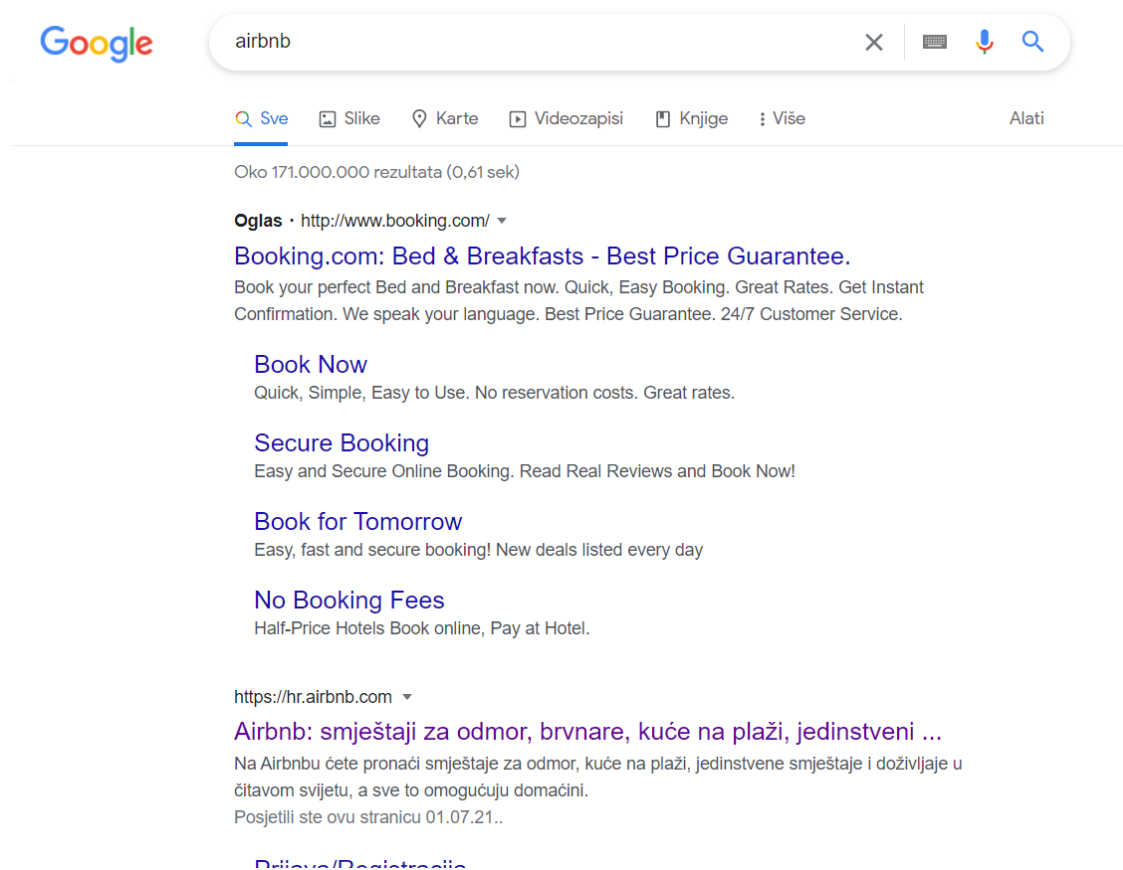 Google
airbnb
Sve Slike Karte Videozapisi Knjige Više Alati
Oko 171.000.000 rezultata (0,61 sek)
Oglas · http://www.booking.com/
Booking.com: Bed & Breakfasts - Best Price Guarantee.
Book your perfect Bed and Breakfast now. Quick, Easy Booking. Great Rates. Get Instant
Confirmation. We speak your language. Best Price Guarantee. 24/7 Customer Service.
Book Now
Quick, Simple, Easy to Use. No reservation costs. Great rates.
Secure Booking
Easy and Secure Online Booking. Read Real Reviews and Book Now!
Book for Tomorrow
Easy, fast and secure booking! New deals listed every day
No Booking Fees
Half-Price Hotels Book online, Pay at Hotel.
https://hr.airbnb.com
Airbnb: smještaji za odmor, brvnare, kuće na plaži, jedinstveni ...
Na Airbnbu ćete pronaći smještaje za odmor, kuće na plaži, jedinstvene smještaje i doživljaje u
čitavom svijetu, a sve to omogućuju domaćini.
Posjetili ste ovu stranicu 01.07.21..
Prijava/Registracija